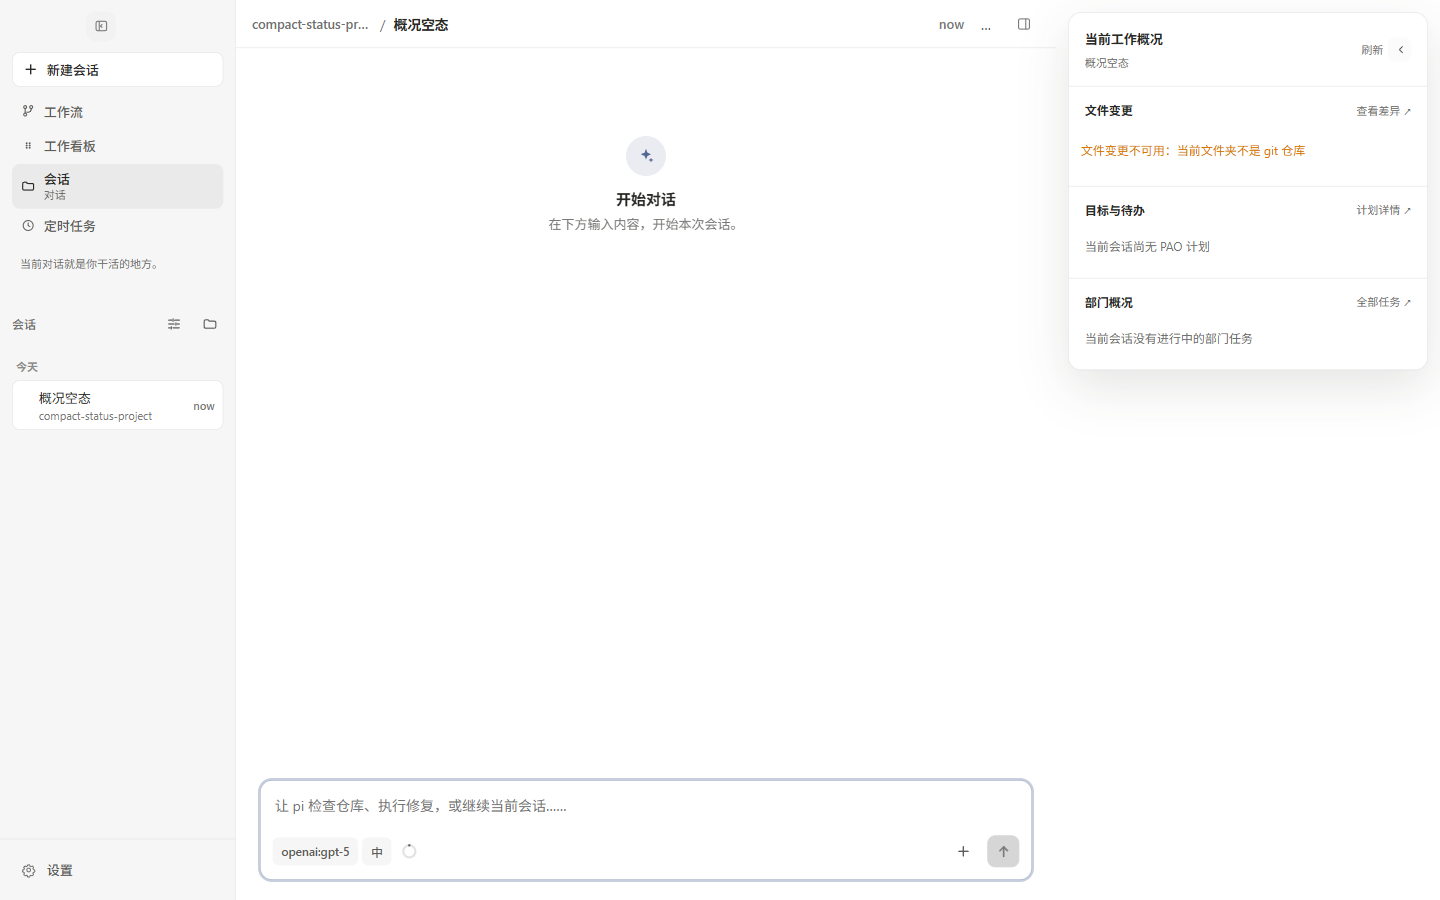 新建会话
工作流
工作看板
会话
对话
定时任务
当前对话就是你干活的地方。
会话
今天
概况空态
compact-status-project
now
设置
compact-status-pr... / 概况空态
now
...
开始对话
在下方输入内容，开始本次会话。
让 pi 检查仓库、执行修复，或继续当前会话......
openai:gpt-5
中
当前工作概况
概况空态
刷新
文件变更
查看差异 ↗
文件变更不可用：当前文件夹不是 git 仓库
目标与待办
计划详情 ↗
当前会话尚无 PAO 计划
部门概况
全部任务 ↗
当前会话没有进行中的部门任务